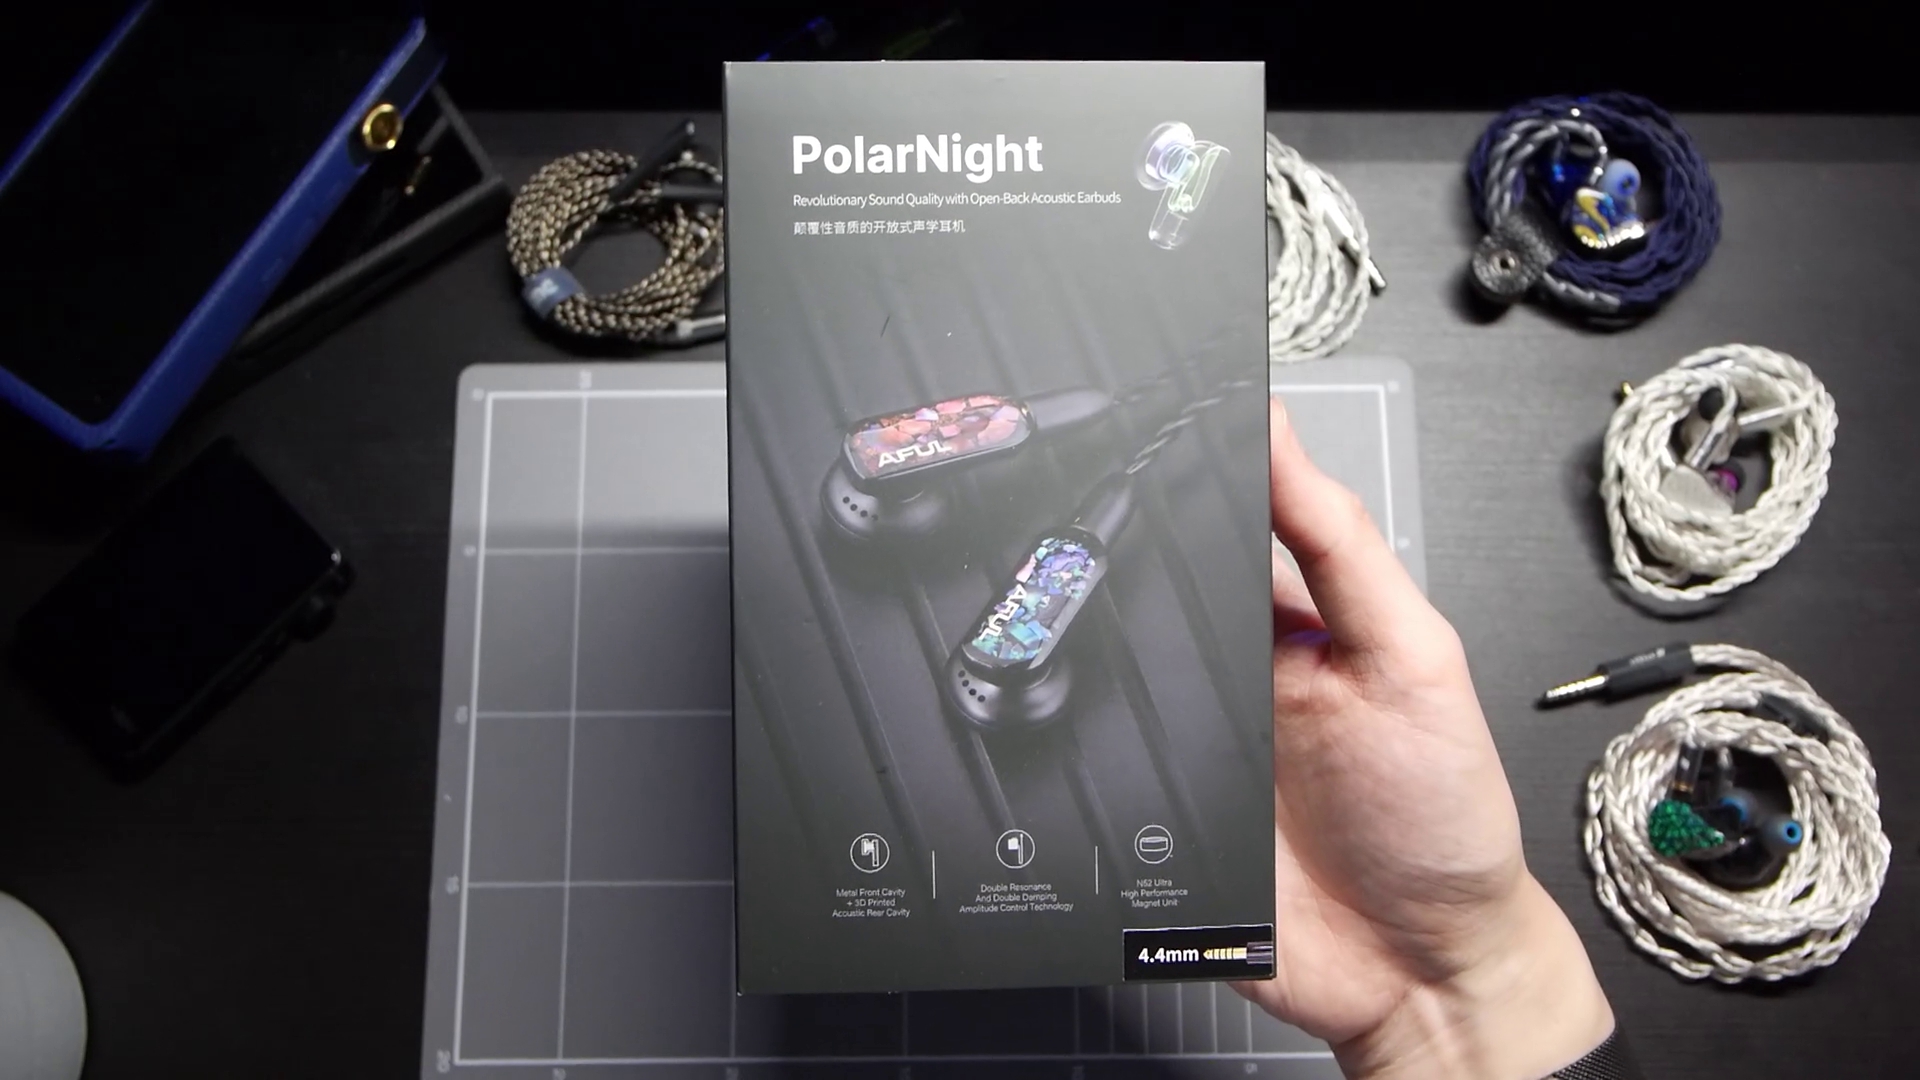 PolarNight
Revolutionary Sound Quality with Open-Back Acoustic Earbuds
颠覆性音质的开放式声学耳机
AFUL
AFUL
Metal Front Cavity
+ 3D Printed
Acoustic Rear Cavity
Double Resonance
And Double Damping
Amplitude Control Technology
N52 Ultra
High Performance
Magnet Unit
4.4mm